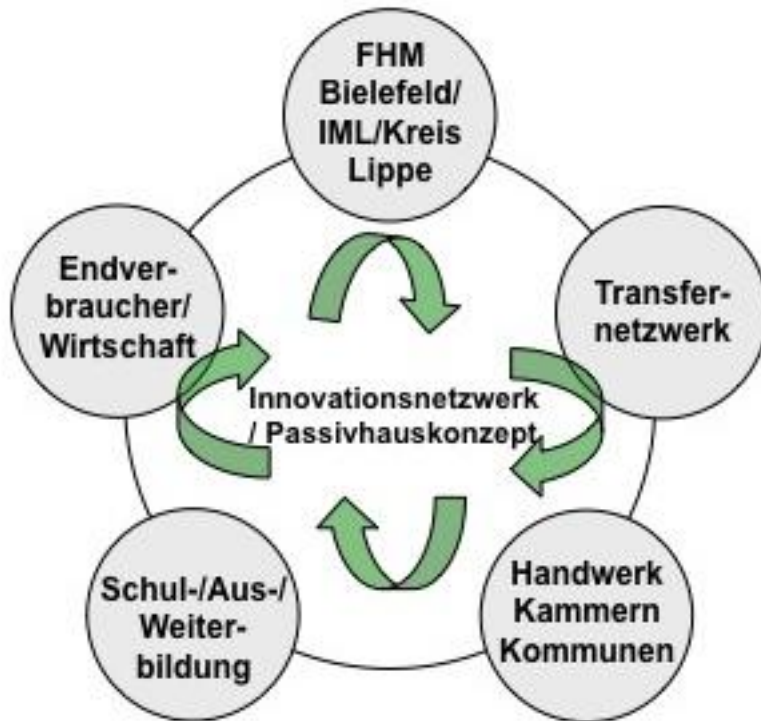 FHM
Bielefeld/
IML/Kreis
Lippe
Endver-
braucher/
Wirtschaft
Transfer-
netzwerk
Innovationsnetzwerk
/ Passivhauskonzept
Schul-/Aus-/
Weiter-
bildung
Handwerk
Kammern
Kommunen